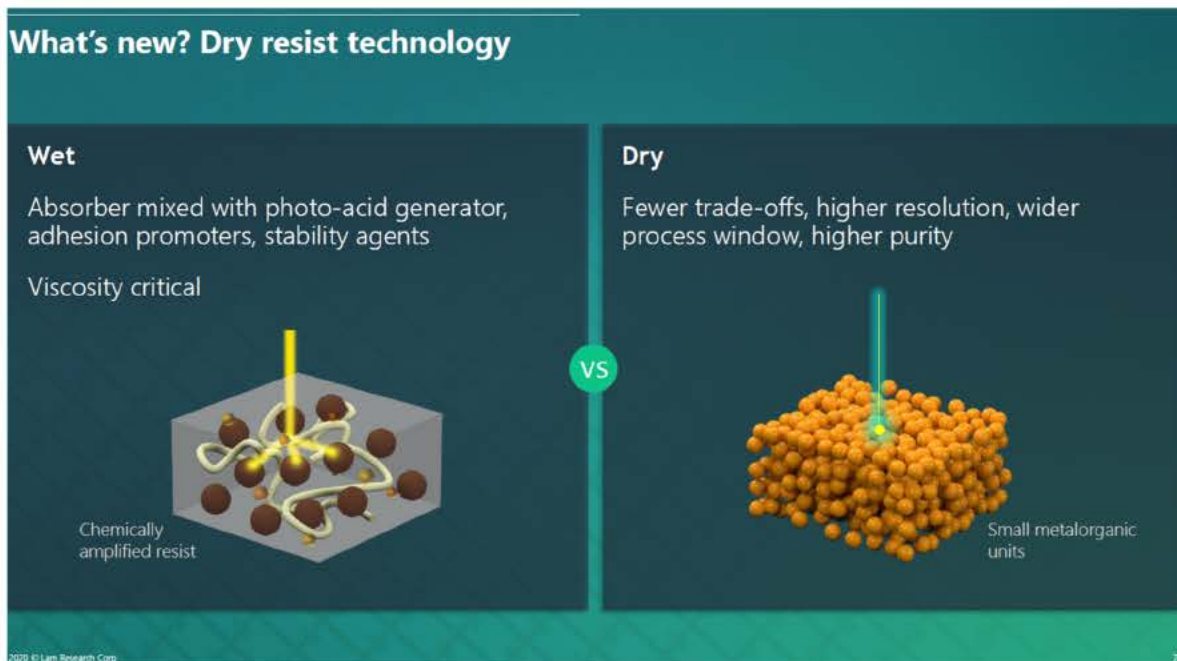 What's new? Dry resist technology
Wet
Absorber mixed with photo-acid generator,
adhesion promoters, stability agents
Viscosity critical
Chemically
amplified resist
vs
Dry
Fewer trade-offs, higher resolution, wider
process window, higher purity
Small metalorganic
units
2020 © Lam Research Corp